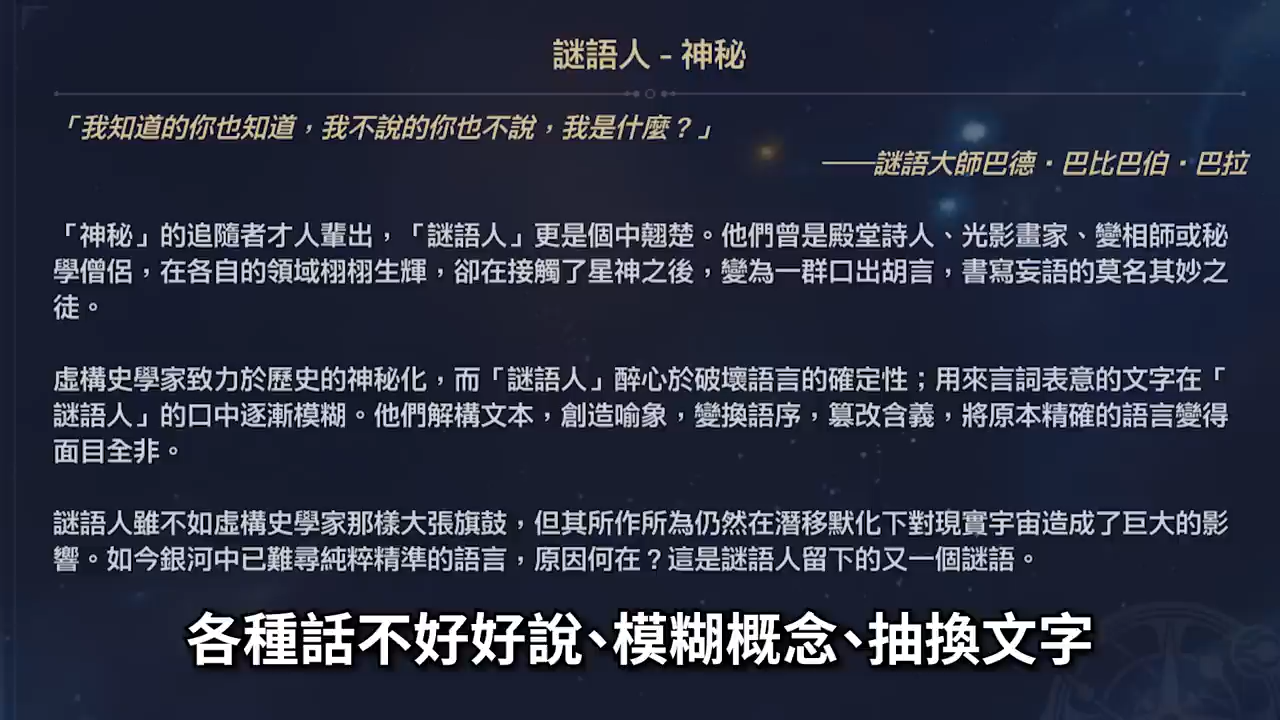 謎語人 - 神秘
「我知道的你也知道，我不說的你也不說，我是什麼？」
——謎語大師巴德·巴比巴伯·巴拉
「神秘」的追隨者才人輩出，「謎語人」更是個中翹楚。他們曾是殿堂詩人、光影畫家、變相師或秘
學僧侶，在各自的領域栩栩生輝，卻在接觸了星神之後，變為一群口出胡言，書寫妄語的莫名其妙之
徒。
虛構史學家致力於歷史的神秘化，而「謎語人」醉心於破壞語言的確定性；用來言詞表意的文字在「
謎語人」的口中逐漸模糊。他們解構文本，創造喻象，變換語序，篡改含義，將原本精確的語言變得
面目全非。
謎語人雖不如虛構史學家那樣大張旗鼓，但其所作所為仍然在潛移默化下對現實宇宙造成了巨大的影
響。如今銀河中已難尋純粹精準的語言，原因何在？這是謎語人留下的又一個謎語。
各種話不好好說、模糊概念、抽換文字